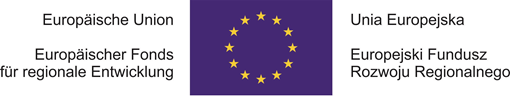 Europäische Union
Europäischer Fonds
für regionale Entwicklung
Unia Europejska
Europejski Fundusz
Rozwoju Regionalnego